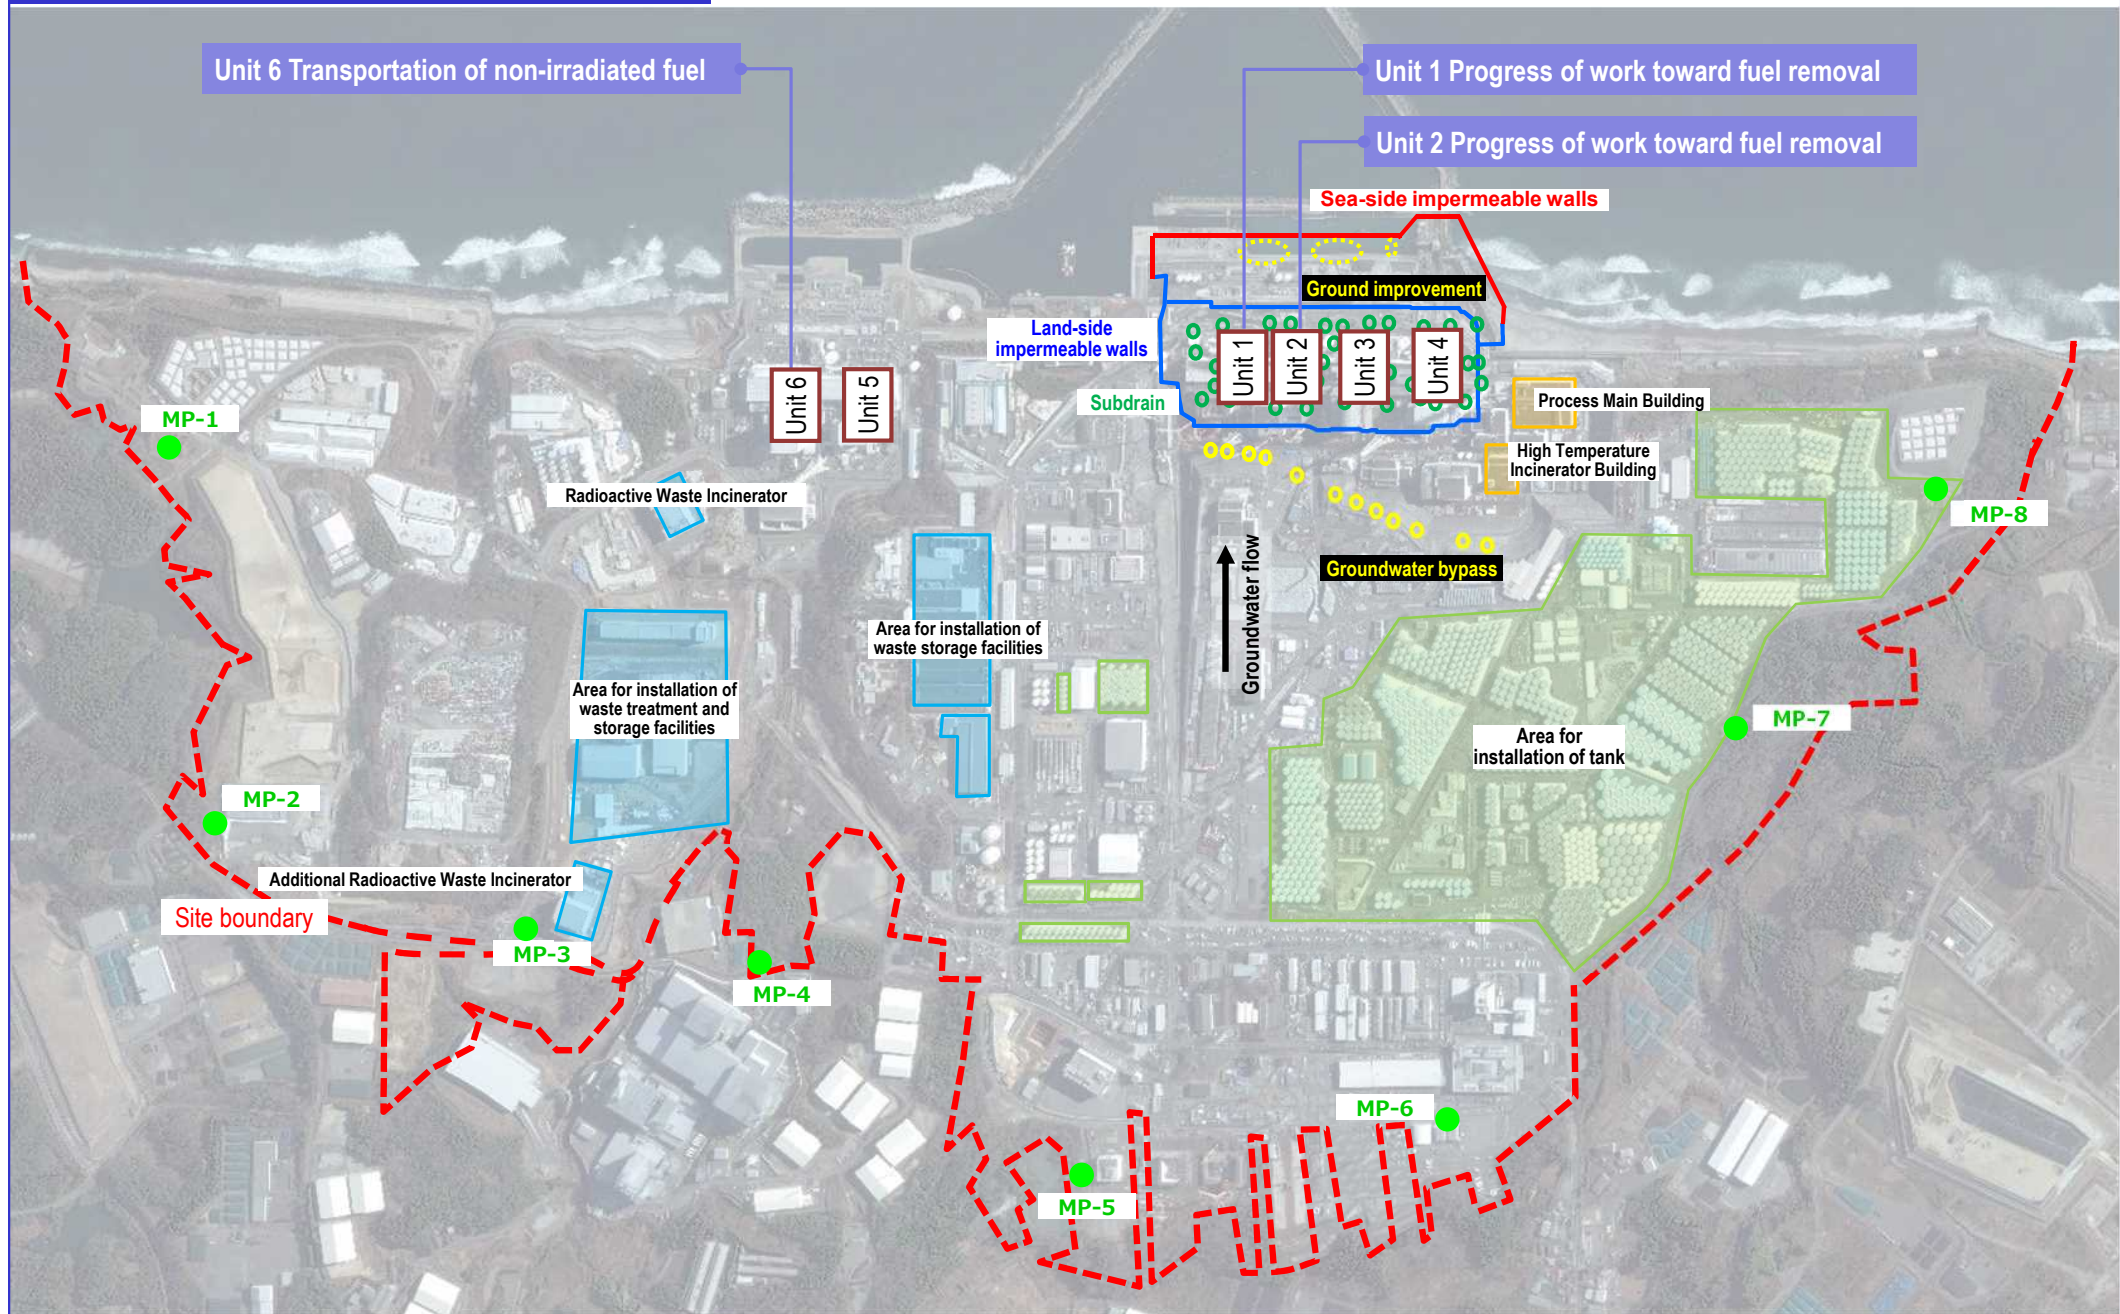 Unit 6 Transportation of non-irradiated fuel
Unit 1 Progress of work toward fuel removal
Unit 2 Progress of work toward fuel removal
Sea-side impermeable walls
Ground improvement
Land-side
impermeable walls
Unit 1
Unit 2
Unit 3
Unit 4
Unit 6
Unit 5
Subdrain
Process Main Building
MP-1
High Temperature
Incinerator Building
Radioactive Waste Incinerator
MP-8
Groundwater bypass
Groundwater flow
Area for installation of
waste storage facilities
Area for installation of
waste treatment and
storage facilities
MP-7
Area for
installation of tank
MP-2
Additional Radioactive Waste Incinerator
Site boundary
MP-3
MP-4
MP-6
MP-5